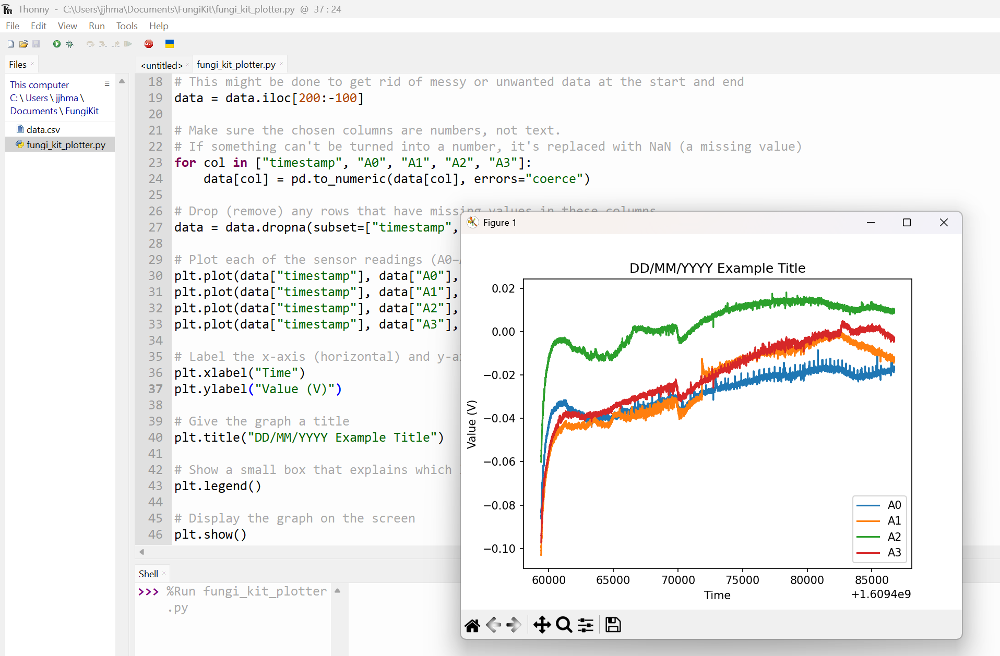 Thonny - C:\Users\jjhma\Documents\FungiKit\fungi_kit_plotter.py @ 37 : 24
File Edit View Run Tools Help
Files
<untitled>
fungi_kit_plotter.py
This computer
C: \ Users \ jjhma \
Documents \ FungiKit
data.csv
fungi_kit_plotter.py
18 # This might be done to get rid of messy or unwanted data at the start and end
19 data = data.iloc[200:-100]
20
21 # Make sure the chosen columns are numbers, not text.
22 # If something can't be turned into a number, it's replaced with NaN (a missing value)
23 for col in ["timestamp", "A0", "A1", "A2", "A3"]:
24     data[col] = pd.to_numeric(data[col], errors="coerce")
25
26 # Drop (remove) any rows that have missing values in these columns
27 data = data.dropna(subset=["timestamp",
28
29 # Plot each of the sensor readings (A0–
30 plt.plot(data["timestamp"], data["A0"],
31 plt.plot(data["timestamp"], data["A1"],
32 plt.plot(data["timestamp"], data["A2"],
33 plt.plot(data["timestamp"], data["A3"],
34
35 # Label the x-axis (horizontal) and y-a
36 plt.xlabel("Time")
37 plt.ylabel("Value (V)")
38
39 # Give the graph a title
40 plt.title("DD/MM/YYYY Example Title")
41
42 # Show a small box that explains which
43 plt.legend()
44
45 # Display the graph on the screen
46 plt.show()
Shell
>>> %Run fungi_kit_plotter
.py
Figure 1
DD/MM/YYYY Example Title
0.02
0.00
−0.02
−0.04
−0.06
−0.08
−0.10
Value (V)
A0
A1
A2
A3
60000 65000 70000 75000 80000 85000
Time
+1.6094e9